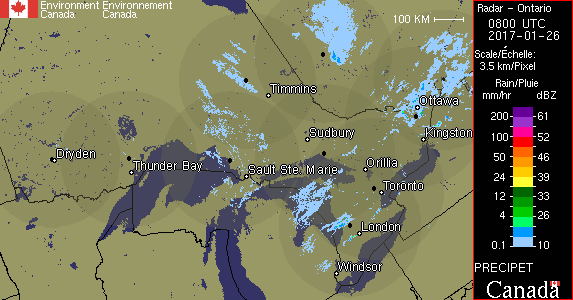 Environment Environnement
Canada Canada
100 KM
Timmins
Ottawa
Sudbury
Kingston
Dryden
Thunder Bay
Sault Ste. Marie
Orillia
Toronto
London
Windsor
Radar - Ontario
0800 UTC
2017-01-26
Scale/Échelle:
3.5 km/Pixel
Rain/Pluie
mm/hr dBZ
200 61
100 52
50 46
24 39
12 33
4 26
1 18
0.1 10
PRECIPET
Canada